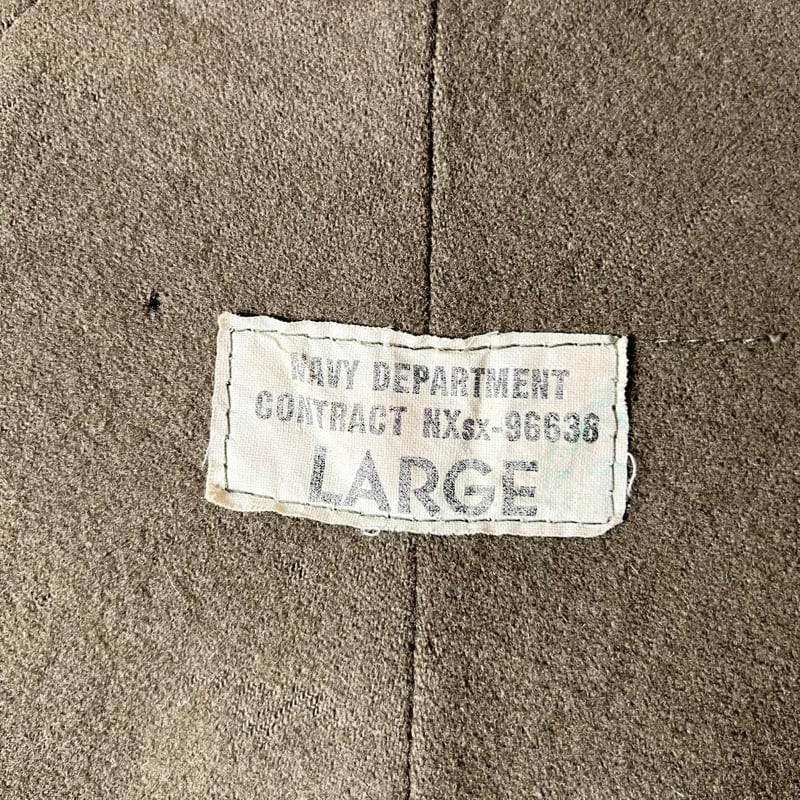 NAVY DEPARTMENT
CONTRACT NXsx-96636
LARGE